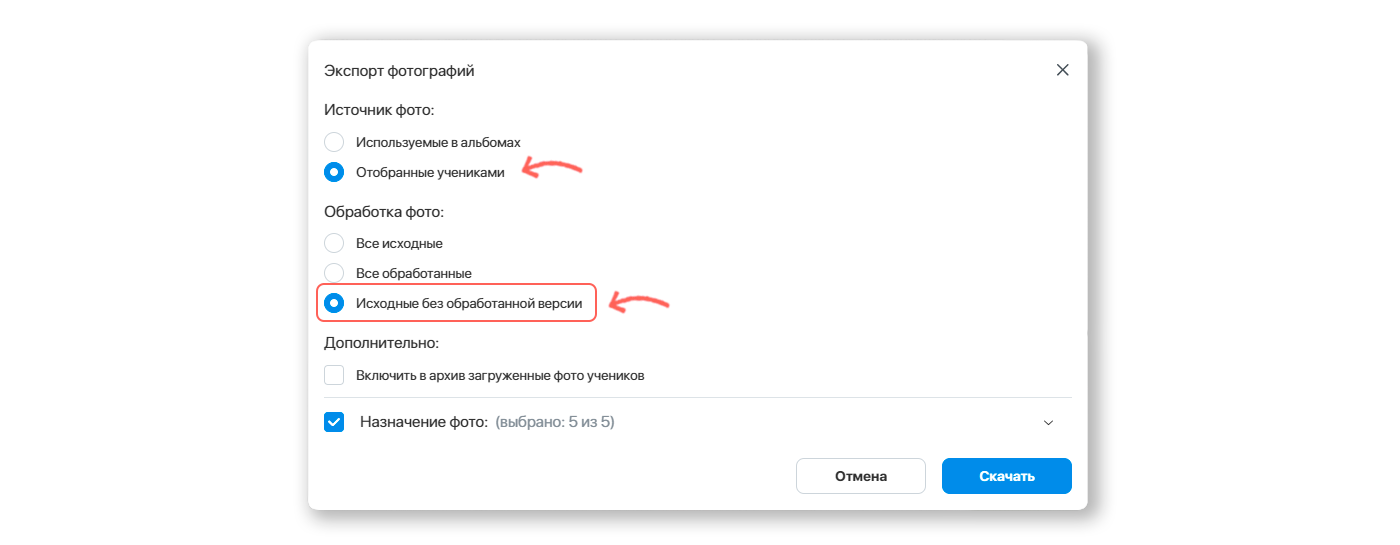 Экспорт фотографий
Источник фото:
Используемые в альбомах
Отобранные учениками
Обработка фото:
Все исходные
Все обработанные
Исходные без обработанной версии
Дополнительно:
Включить в архив загруженные фото учеников
Назначение фото: (выбрано: 5 из 5)
Отмена Скачать